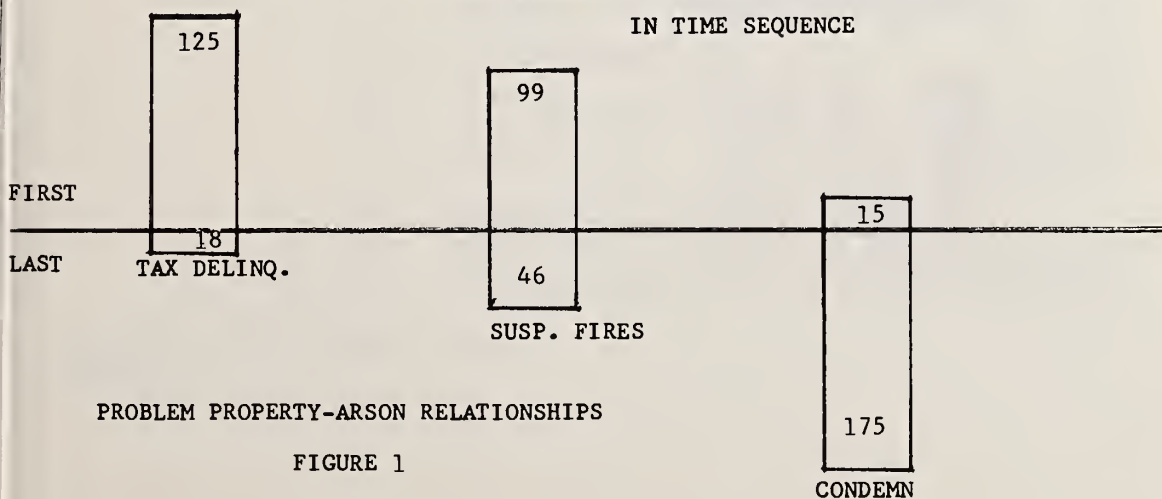 IN TIME SEQUENCE
125
99
FIRST
15
18
LAST
TAX DELINQ.
46
SUSP. FIRES
PROBLEM PROPERTY-ARSON RELATIONSHIPS
175
FIGURE 1
CONDEMN